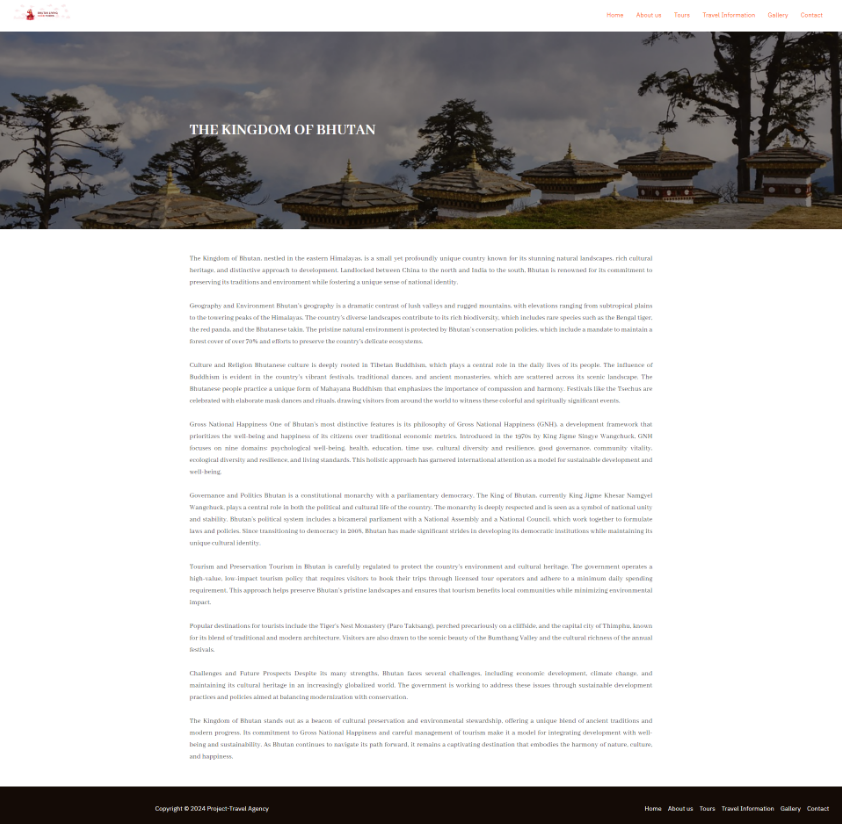 Home About us Tours Travel Information Gallery Contact
THE KINGDOM OF BHUTAN
The Kingdom of Bhutan, nestled in the eastern Himalayas, is a small yet profoundly unique country known for its stunning natural landscapes, rich cultural
heritage, and distinctive approach to development. Landlocked between China to the north and India to the south, Bhutan is renowned for its commitment to
preserving its traditions and environment while fostering a unique sense of national identity.
Geography and Environment Bhutan's geography is a dramatic contrast of lush valleys and rugged mountains, with elevations ranging from subtropical plains
to the towering peaks of the Himalayas. The country's diverse landscapes contribute to its rich biodiversity, which includes rare species such as the Bengal tiger,
the red panda, and the Bhutanese takin. The pristine natural environment is protected by Bhutan's conservation policies, which include a mandate to maintain a
forest cover of over 70% and efforts to preserve the country's delicate ecosystems.
Culture and Religion Bhutanese culture is deeply rooted in Tibetan Buddhism, which plays a central role in the daily lives of its people. The influence of
Buddhism is evident in the country's vibrant festivals, traditional dances, and ancient monasteries, which are scattered across its scenic landscape. The
Bhutanese people practice a unique form of Mahayana Buddhism that emphasizes the importance of compassion and harmony. Festivals like the Tsechus are
celebrated with elaborate mask dances and rituals, drawing visitors from around the world to witness these colorful and spiritually significant events.
Gross National Happiness One of Bhutan's most distinctive features is its philosophy of Gross National Happiness (GNH), a development framework that
prioritizes the well-being and happiness of its citizens over traditional economic metrics. Introduced in the 1970s by King Jigme Singye Wangchuck, GNH
focuses on nine domains: psychological well-being, health, education, time use, cultural diversity and resilience, good governance, community vitality,
ecological diversity and resilience, and living standards. This holistic approach has garnered international attention as a model for sustainable development and
well-being.
Governance and Politics Bhutan is a constitutional monarchy with a parliamentary democracy. The King of Bhutan, currently King Jigme Khesar Namgyel
Wangchuck, plays a central role in both the political and cultural life of the country. The monarchy is deeply respected and is seen as a symbol of national unity
and stability. Bhutan's political system includes a bicameral parliament with a National Assembly and a National Council, which work together to formulate
laws and policies. Since transitioning to democracy in 2008, Bhutan has made significant strides in developing its democratic institutions while maintaining its
unique cultural identity.
Tourism and Preservation Tourism in Bhutan is carefully regulated to protect the country's environment and cultural heritage. The government operates a
high-value, low-impact tourism policy that requires visitors to book their trips through licensed tour operators and adhere to a minimum daily spending
requirement. This approach helps preserve Bhutan's pristine landscapes and ensures that tourism benefits local communities while minimizing environmental
impact.
Popular destinations for tourists include the Tiger's Nest Monastery (Paro Taktsang), perched precariously on a cliffside, and the capital city of Thimphu, known
for its blend of traditional and modern architecture. Visitors are also drawn to the scenic beauty of the Bumthang Valley and the cultural richness of the annual
festivals.
Challenges and Future Prospects Despite its many strengths, Bhutan faces several challenges, including economic development, climate change, and
maintaining its cultural heritage in an increasingly globalized world. The government is working to address these issues through sustainable development
practices and policies aimed at balancing modernization with conservation.
The Kingdom of Bhutan stands out as a beacon of cultural preservation and environmental stewardship, offering a unique blend of ancient traditions and
modern progress. Its commitment to Gross National Happiness and careful management of tourism make it a model for integrating development with well-
being and sustainability. As Bhutan continues to navigate its path forward, it remains a captivating destination that embodies the harmony of nature, culture,
and happiness.
Copyright © 2024 Project-Travel Agency
Home About us Tours Travel Information Gallery Contact